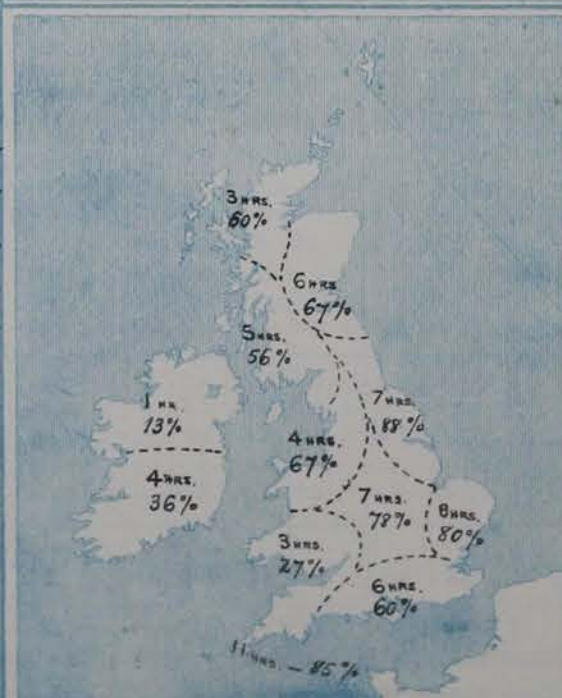 3 HRS.
60%
6 HRS
67%
5 HRS.
56%
1 HR.
13%
7 HRS.
88%
4 HRS.
67%
4 HRS.
36%
7 HRS.
78%
8 HRS.
80%
3 HRS.
27%
6 HRS.
60%
11 HRS. – 85%